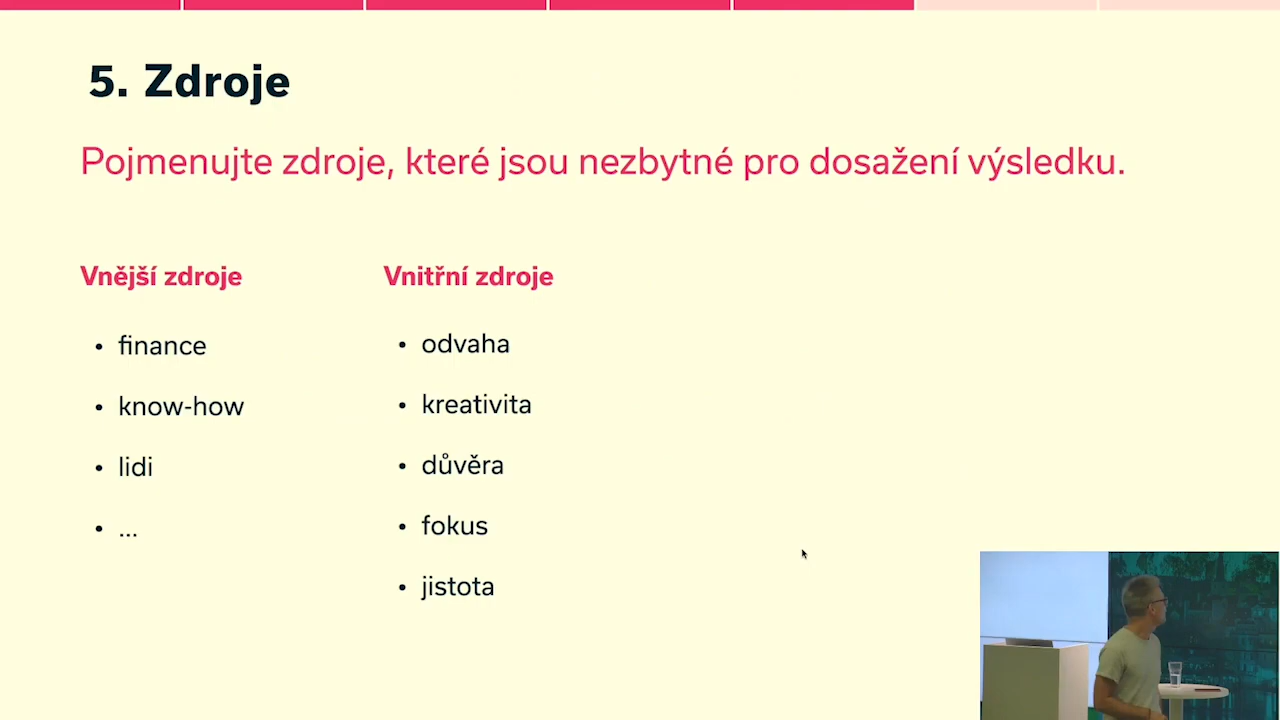 5. Zdroje
Pojmenujte zdroje, které jsou nezbytné pro dosažení výsledku.
Vnější zdroje
• finance
• know-how
• lidi
• ...
Vnitřní zdroje
• odvaha
• kreativita
• důvěra
• fokus
• jistota